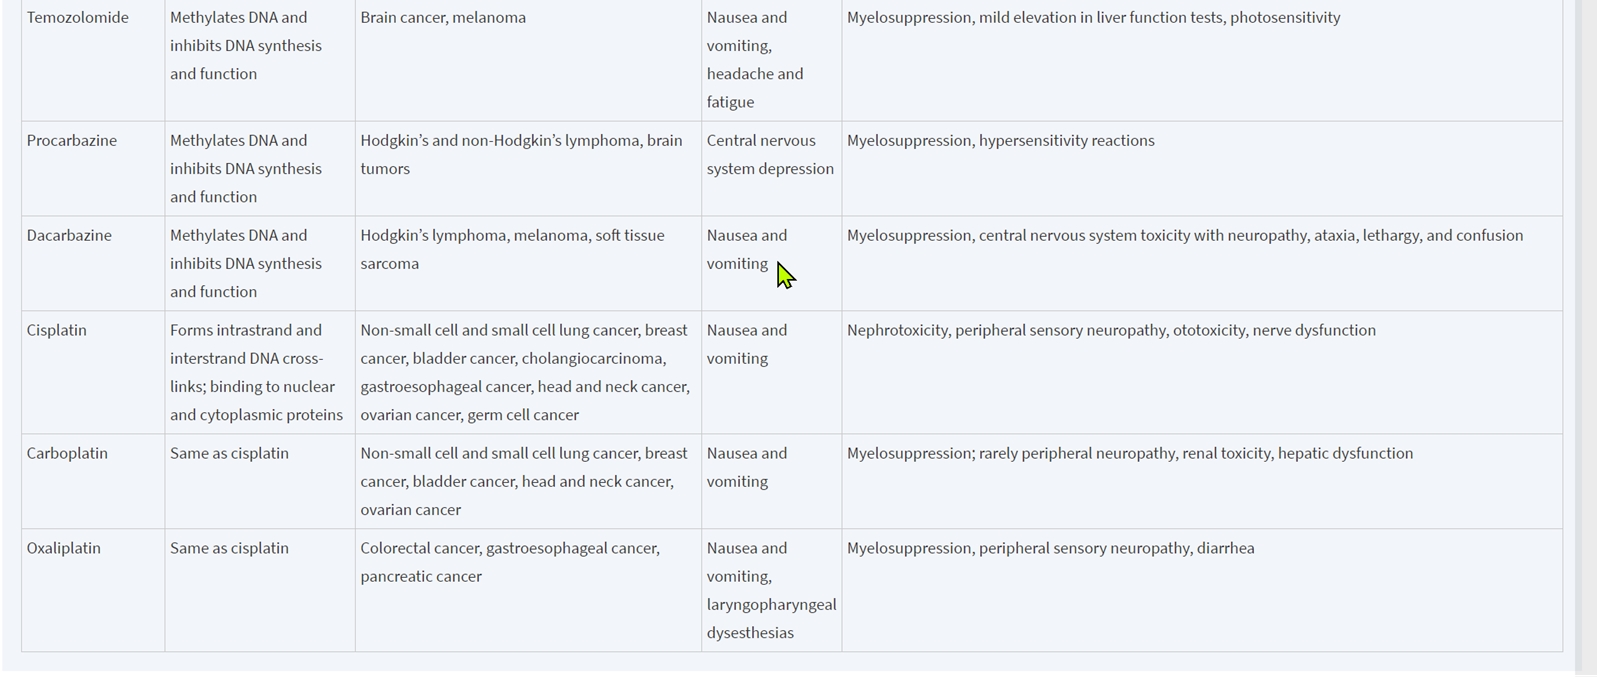 Temozolomide
Methylates DNA and
inhibits DNA synthesis
and function
Brain cancer, melanoma
Nausea and
vomiting,
headache and
fatigue
Myelosuppression, mild elevation in liver function tests, photosensitivity
Procarbazine
Methylates DNA and
inhibits DNA synthesis
and function
Hodgkin’s and non-Hodgkin’s lymphoma, brain
tumors
Central nervous
system depression
Myelosuppression, hypersensitivity reactions
Dacarbazine
Methylates DNA and
inhibits DNA synthesis
and function
Hodgkin’s lymphoma, melanoma, soft tissue
sarcoma
Nausea and
vomiting
Myelosuppression, central nervous system toxicity with neuropathy, ataxia, lethargy, and confusion
Cisplatin
Forms intrastrand and
interstrand DNA cross-
links; binding to nuclear
and cytoplasmic proteins
Non-small cell and small cell lung cancer, breast
cancer, bladder cancer, cholangiocarcinoma,
gastroesophageal cancer, head and neck cancer,
ovarian cancer, germ cell cancer
Nausea and
vomiting
Nephrotoxicity, peripheral sensory neuropathy, ototoxicity, nerve dysfunction
Carboplatin
Same as cisplatin
Non-small cell and small cell lung cancer, breast
cancer, bladder cancer, head and neck cancer,
ovarian cancer
Nausea and
vomiting
Myelosuppression; rarely peripheral neuropathy, renal toxicity, hepatic dysfunction
Oxaliplatin
Same as cisplatin
Colorectal cancer, gastroesophageal cancer,
pancreatic cancer
Nausea and
vomiting,
laryngopharyngeal
dysesthesias
Myelosuppression, peripheral sensory neuropathy, diarrhea